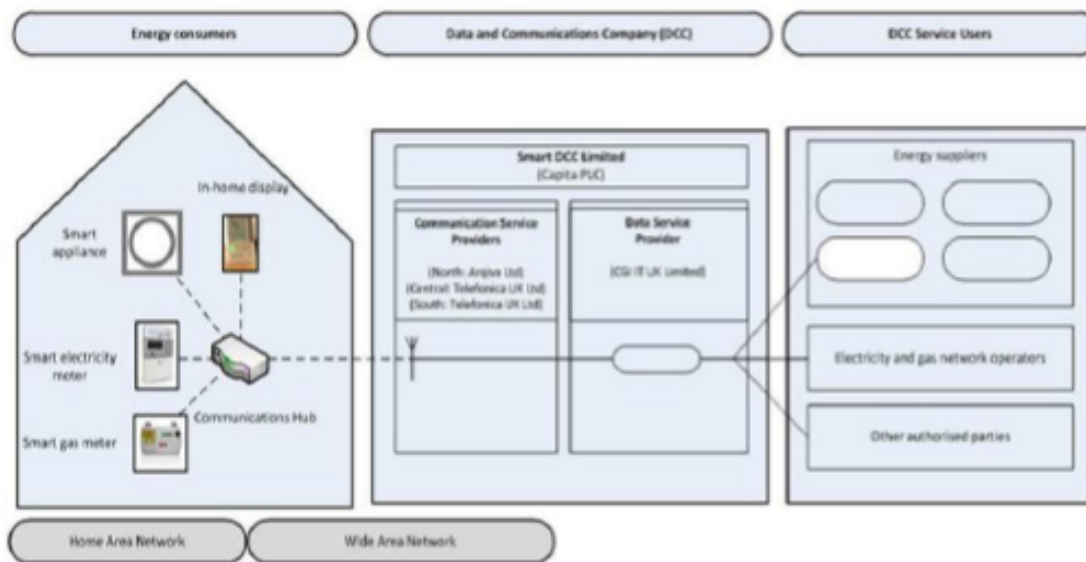 Energy consumers
Data and Communications Company (DCC)
DCC Service Users
In-home display
Smart
appliance
Smart electricity
meter
Communications Hub
Smart gas meter
Smart DCC Limited
(Capita PLC)
Communication Service
Providers
(North: Arqiva Ltd)
(Central: Telefonica UK Ltd)
(South: Telefonica UK Ltd)
Data Service
Provider
(CGI IT UK Limited)
Energy suppliers
Electricity and gas network operators
Other authorised parties
Home Area Network
Wide Area Network